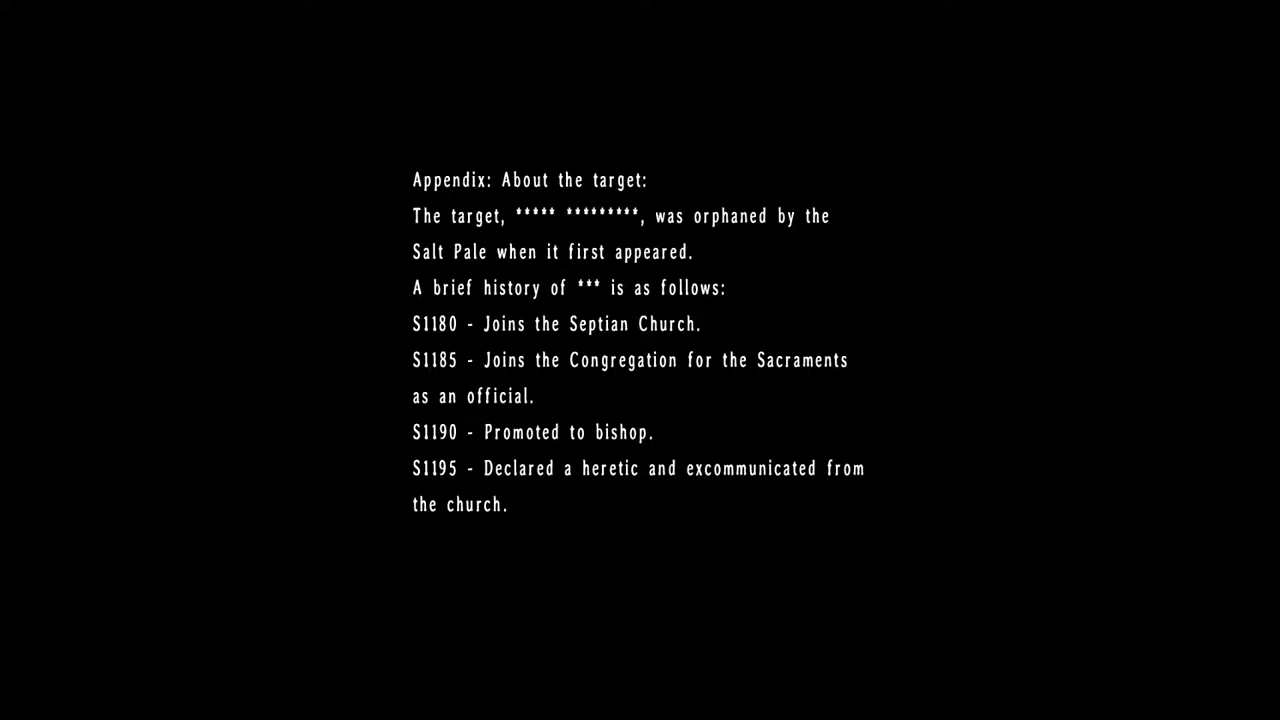 Appendix: About the target:
The target, ***** *********, was orphaned by the
Salt Pale when it first appeared.
A brief history of *** is as follows:
S1180 - Joins the Septian Church.
S1185 - Joins the Congregation for the Sacraments
as an official.
S1190 - Promoted to bishop.
S1195 - Declared a heretic and excommunicated from
the church.